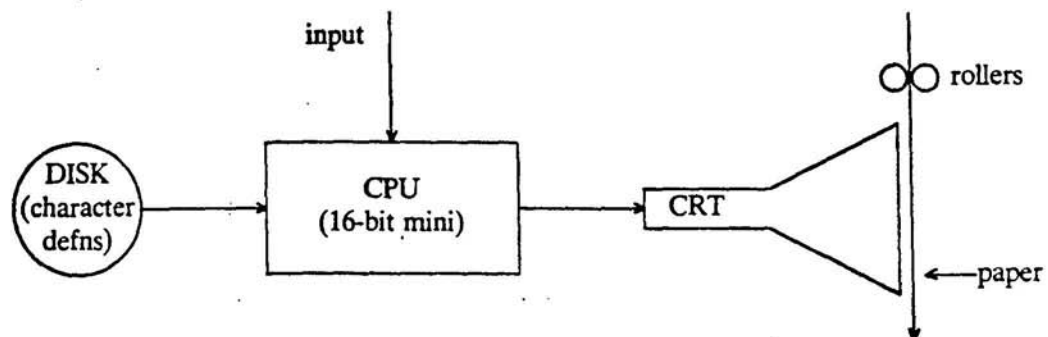 input
rollers
DISK
(character
defns)
CPU
(16-bit mini)
CRT
paper